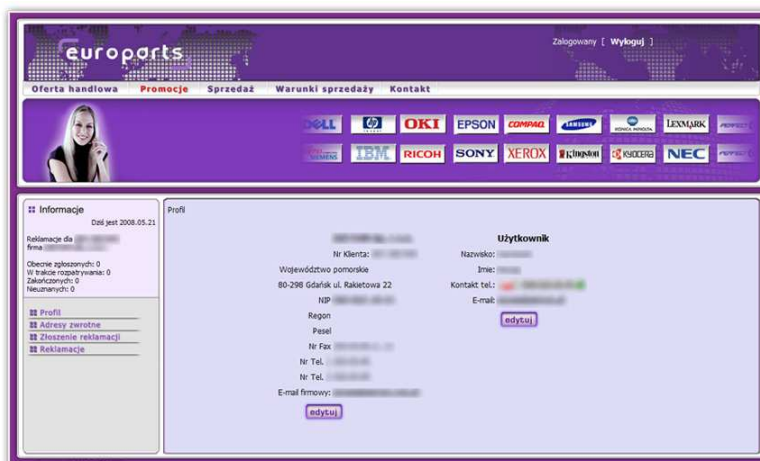 europarts
Zalogowany [ Wyloguj ]
Oferta handlowa Promocje Sprzedaż Warunki sprzedaży Kontakt
DELL hp OKI EPSON COMPAQ SAMSUNG KONICA MINOLTA LEXMARK PERFECT
SIEMENS IBM RICOH SONY XEROX Kingston KYOCERA NEC PERFECT
Informacje
Dziś jest 2008.05.21
Reklamacje dla
firma
Obecnie zgłoszonych: 0
W trakcie rozpatrywania: 0
Zakończonych: 0
Nieuznanych: 0
Profil
Adresy zwrotne
Złoszenie reklamacji
Reklamacje
Profil
Nr Klienta:
Województwo pomorskie
80-298 Gdańsk ul. Rakietowa 22
NIP
Regon
Pesel
Nr Fax
Nr Tel.
Nr Tel.
E-mail firmowy:
edytuj
Użytkownik
Nazwisko:
Imie:
Kontakt tel.:
E-mail:
edytuj